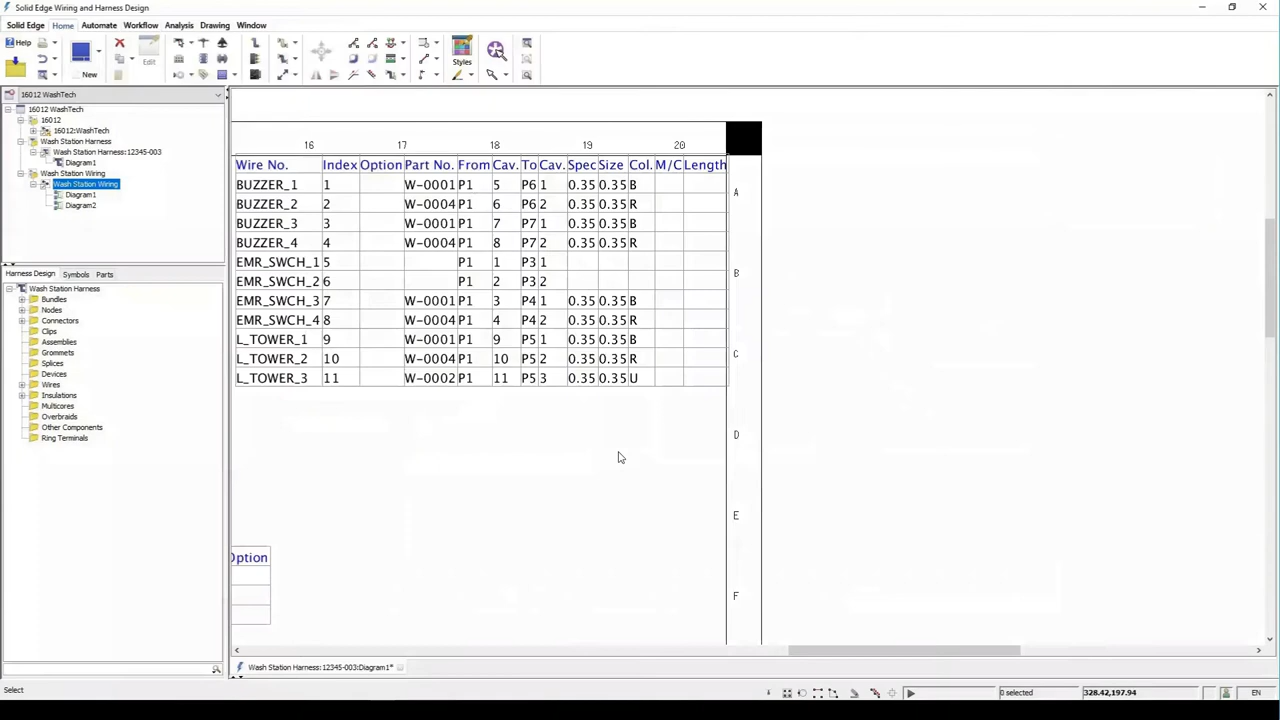 Solid Edge Wiring and Harness Design
Solid Edge Home Automate Workflow Analysis Drawing Window
Help
New
Edit
Styles
16012 WashTech
16012 WashTech
16012
16012:WashTech
Wash Station Harness
Wash Station Harness:12345-003
Diagram1
Wash Station Wiring
Wash Station Wiring
Diagram1
Diagram2
Harness Design Symbols Parts
Wash Station Harness
Bundles
Nodes
Connectors
Clips
Assemblies
Grommets
Splices
Devices
Wires
Insulations
Multicores
Overbraids
Other Components
Ring Terminals
16 17 18 19 20
Wire No. Index Option Part No. From Cav. To Cav. Spec Size Col. M/C Length
BUZZER_1 1 W-0001 P1 5 P6 1 0.35 0.35 B
BUZZER_2 2 W-0004 P1 6 P6 2 0.35 0.35 R
BUZZER_3 3 W-0001 P1 7 P7 1 0.35 0.35 B
BUZZER_4 4 W-0004 P1 8 P7 2 0.35 0.35 R
EMR_SWCH_1 5 P1 1 P3 1
EMR_SWCH_2 6 P1 2 P3 2
EMR_SWCH_3 7 W-0001 P1 3 P4 1 0.35 0.35 B
EMR_SWCH_4 8 W-0004 P1 4 P4 2 0.35 0.35 R
L_TOWER_1 9 W-0001 P1 9 P5 1 0.35 0.35 B
L_TOWER_2 10 W-0004 P1 10 P5 2 0.35 0.35 R
L_TOWER_3 11 W-0002 P1 11 P5 3 0.35 0.35 U
A
B
C
D
E
F
Option
Wash Station Harness: 12345-003:Diagram1*
Select
0 selected
328.42,197.94
EN